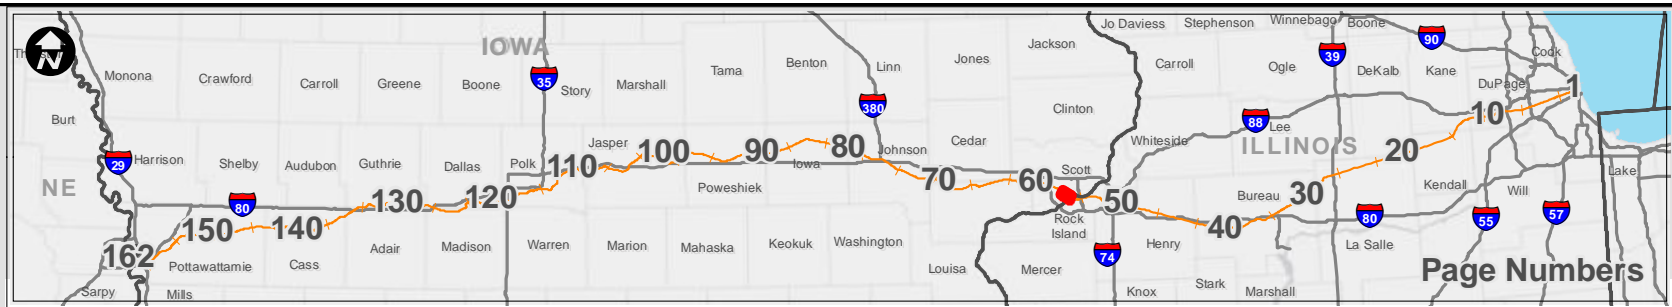 Jo Daviess Stephenson Winnebago Boone
N IOWA Jackson 39 90 Cock
Monona Crawford Carroll Greene Boone 35 Story Marshall Tama Benton Linn Jones Carroll Ogle DeKalb Kane
DuPage 1
Burt 380 Clinton 88 Lee 10
29 Harrison Shelby Audubon Guthrie Dallas Polk 110 Jasper 100 90 Iowa 80 Johnson Cedar Whiteside ILLINOIS 20
NE 80 130 120 Poweshiek 70 60 Scott 50 Bureau 30 Kendall Will Lake
150 140 Rock Island 40 80 55 57
162 Pottawattamie Cass Adair Madison Warren Marion Mahaska Keokuk Washington Louisa Mercer 74 Henry La Salle
Sarpy Mills Knox Stark Marshall Page Numbers